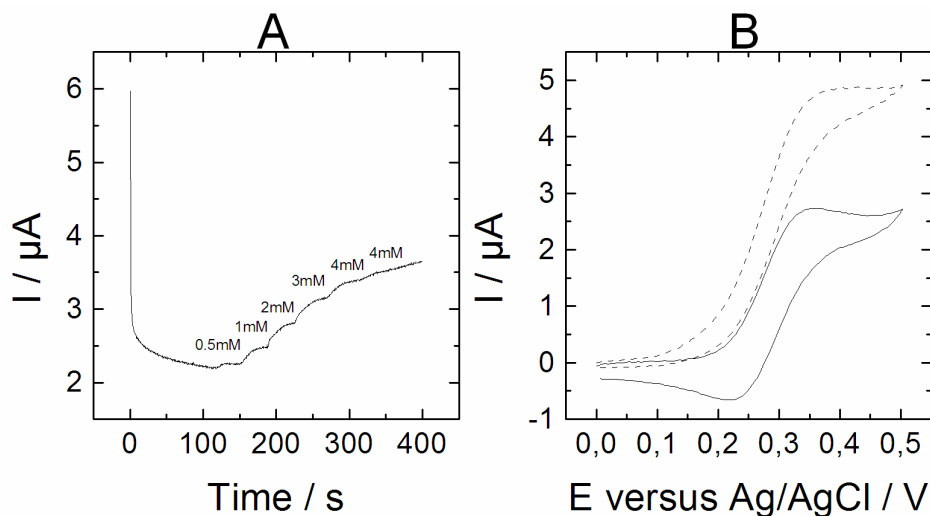 A
I / µA
6
5
4
3
2
0.5mM
1mM
2mM
3mM
4mM
4mM
0
100
200
300
400
Time / s
B
I / µA
5
4
3
2
1
0
-1
0,0
0,1
0,2
0,3
0,4
0,5
E versus Ag/AgCl / V